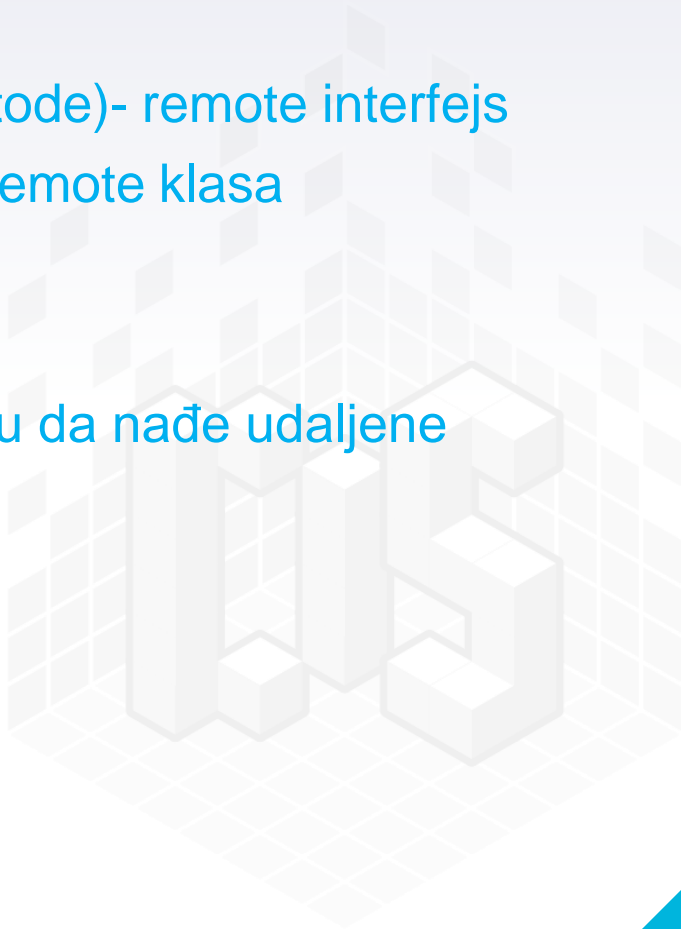 tode)- remote interfejs
emote klasa
u da nađe udaljene